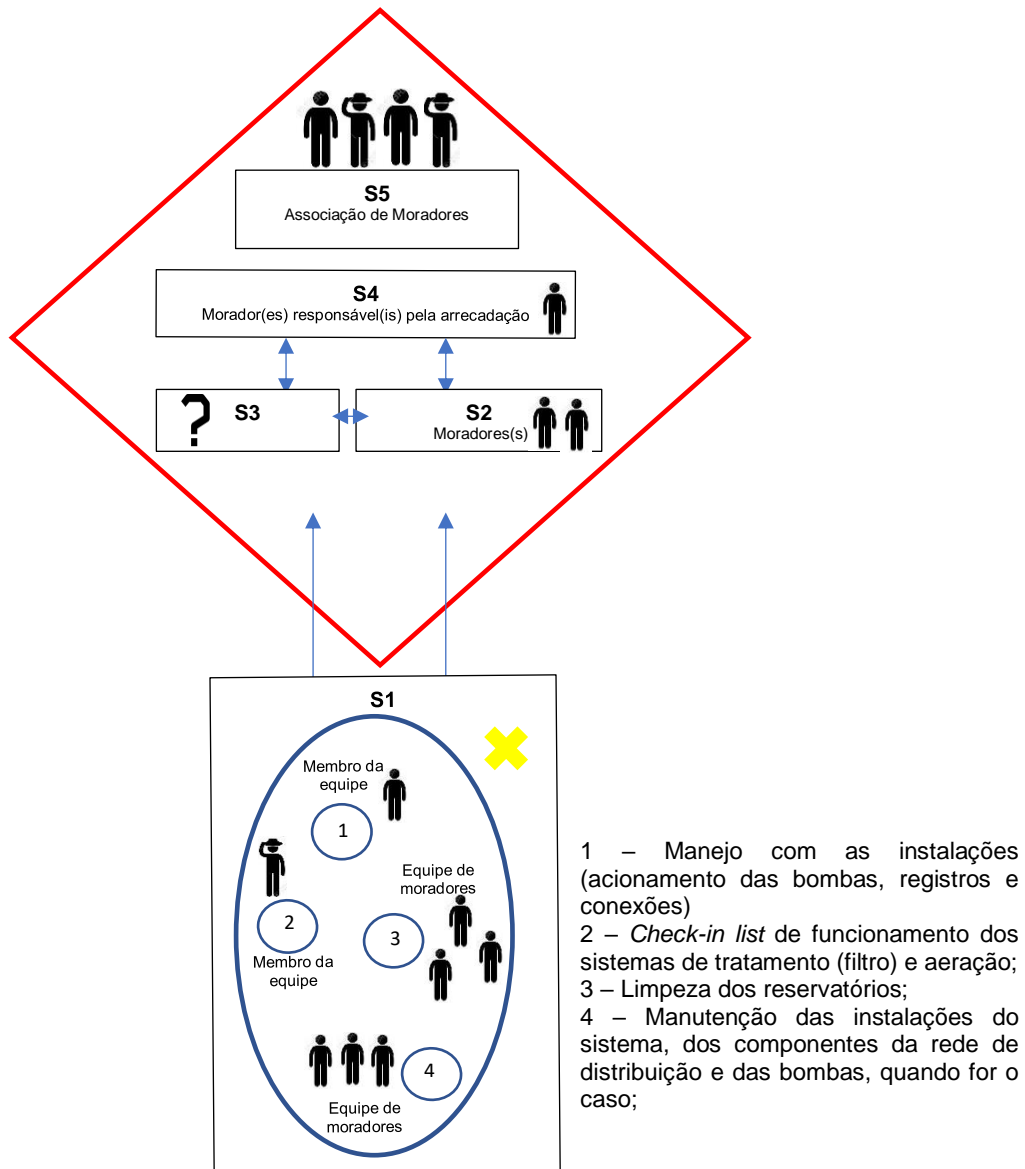 S5
Associação de Moradores
S4
Morador(es) responsável(is) pela arrecadação
?
S3
S2
Moradores(s)
S1
Membro da
equipe
1
Equipe de
moradores
2
3
Membro da
equipe
4
Equipe de
moradores
1 – Manejo com as instalações
(acionamento das bombas, registros e
conexões)
2 – Check-in list de funcionamento dos
sistemas de tratamento (filtro) e aeração;
3 – Limpeza dos reservatórios;
4 – Manutenção das instalações do
sistema, dos componentes da rede de
distribuição e das bombas, quando for o
caso;